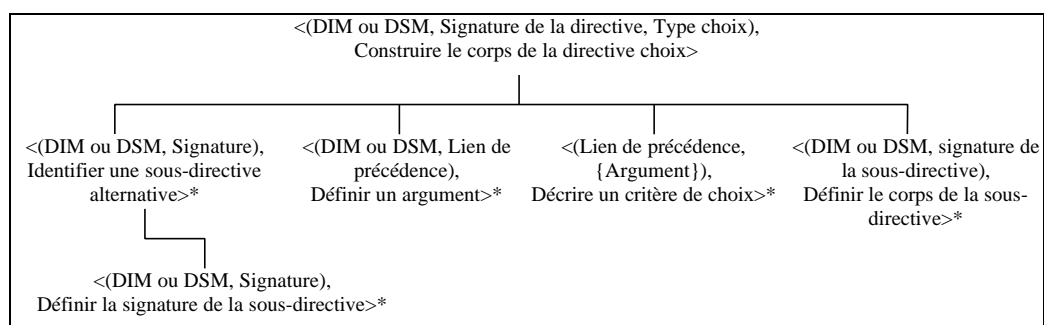 <(DIM ou DSM, Signature de la directive, Type choix),
Construire le corps de la directive choix>
<(DIM ou DSM, Signature),
Identifier une sous-directive
alternative>*
<(DIM ou DSM, Lien de
précédence),
Définir un argument>*
<(Lien de précédence,
{Argument}),
Décrire un critère de choix>*
<(DIM ou DSM, signature de
la sous-directive),
Définir le corps de la sous-
directive>*
<(DIM ou DSM, Signature),
Définir la signature de la sous-directive>*